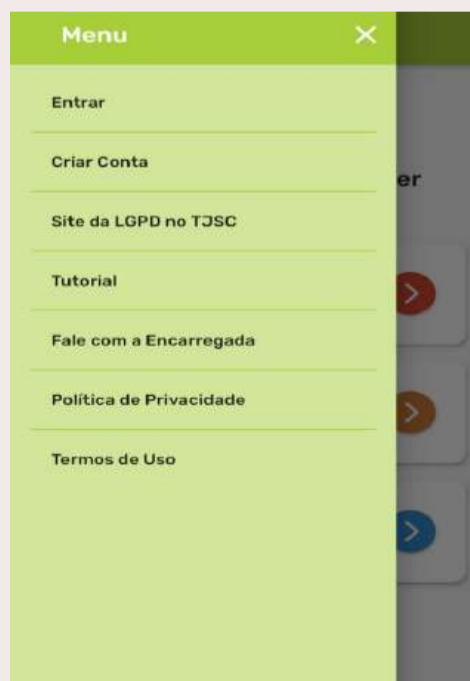 Menu
Entrar
Criar Conta
er
Site da LGPD no TJSC
Tutorial
Fale com a Encarregada
Política de Privacidade
Termos de Uso